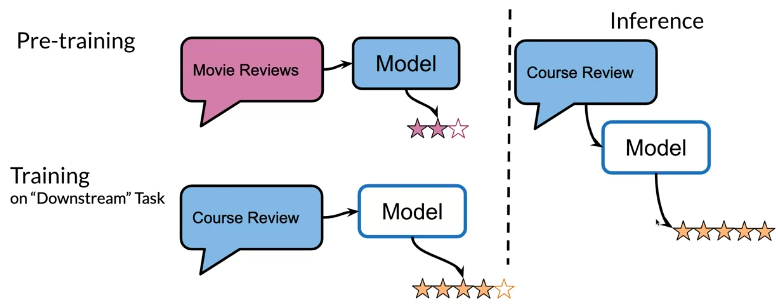 Pre-training
Movie Reviews
Model
Training
on “Downstream” Task
Course Review
Model
Inference
Course Review
Model